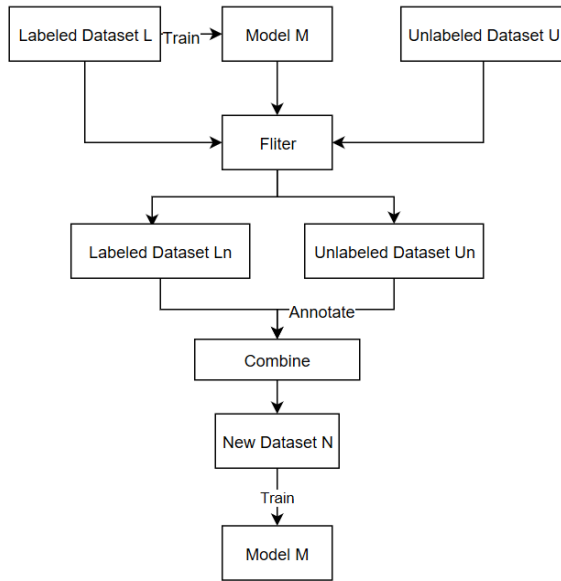 Labeled Dataset L
Train
Model M
Unlabeled Dataset U
Fliter
Labeled Dataset Ln
Unlabeled Dataset Un
Annotate
Combine
New Dataset N
Train
Model M